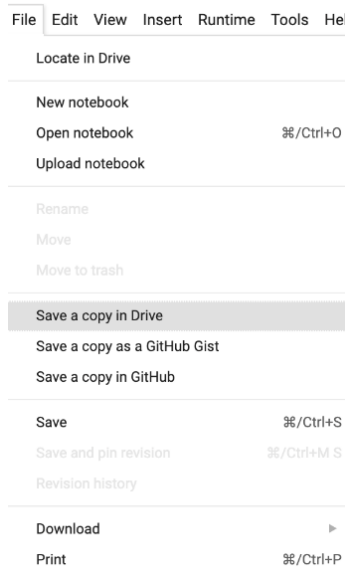 File Edit View Insert Runtime Tools Hel
Locate in Drive
New notebook
Open notebook ⌘/Ctrl+O
Upload notebook
Rename
Move
Move to trash
Save a copy in Drive
Save a copy as a GitHub Gist
Save a copy in GitHub
Save ⌘/Ctrl+S
Save and pin revision ⌘/Ctrl+M S
Revision history
Download
Print ⌘/Ctrl+P